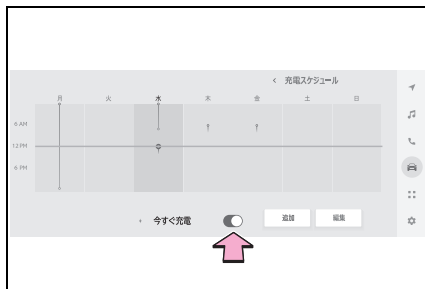 < 充電スケジュール
月 火 水 木 金 土 日
6 AM
12 PM
6 PM
今すぐ充電
追加 編集